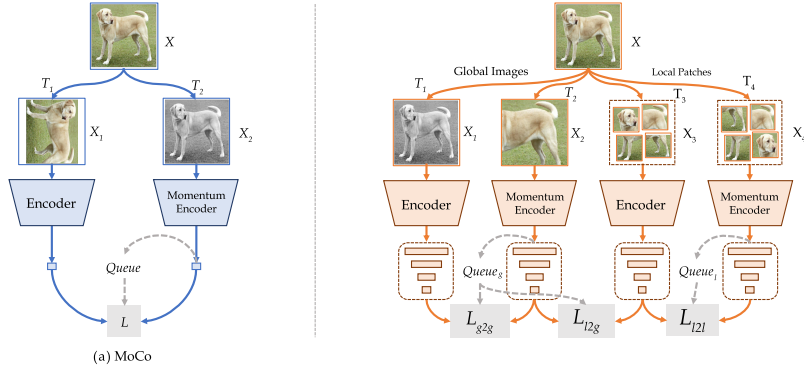 X
T1
T2
X1
X2
Encoder
Momentum
Encoder
Queue
L
(a) MoCo
X
Global Images
Local Patches
T1
T2
T3
T4
X1
X2
X3
X
Encoder
Momentum
Encoder
Encoder
Momentum
Encoder
Queueg
Queuel
Lg2g
Ll2g
Ll2l